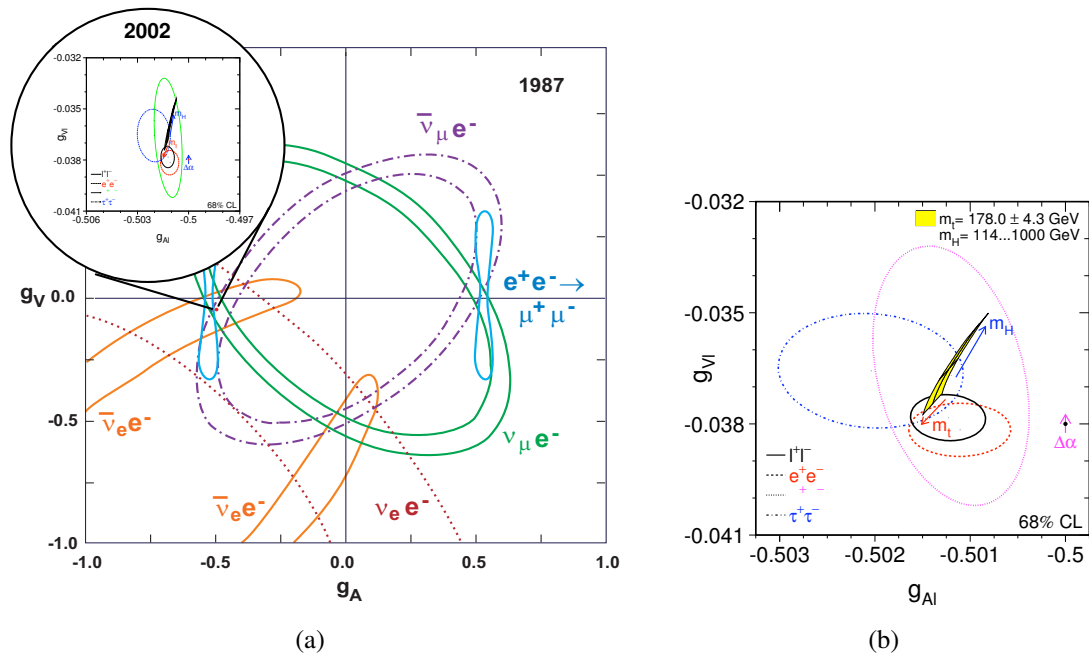 2002
-0.032
-0.035
-0.038
-0.041
g_Vl
m_H
m_t
Δα
l⁺l⁻
e⁺e⁻
+ −
τ⁺τ⁻
68% CL
-0.506
-0.503
-0.5
-0.497
g_Al
1987
ν̄_μ e⁻
e⁺e⁻ →
μ⁺ μ⁻
ν̄_e e⁻
ν_μ e⁻
ν̄_e e⁻
ν_e e⁻
g_V
0.0
-0.5
-1.0
-1.0
-0.5
0.0
0.5
1.0
g_A
(a)
-0.032
-0.035
-0.038
-0.041
g_Vl
m_t= 178.0 ± 4.3 GeV
m_H= 114...1000 GeV
m_H
m_t
Δα
l⁺l⁻
e⁺e⁻
+ −
τ⁺τ⁻
68% CL
-0.503
-0.502
-0.501
-0.5
g_Al
(b)